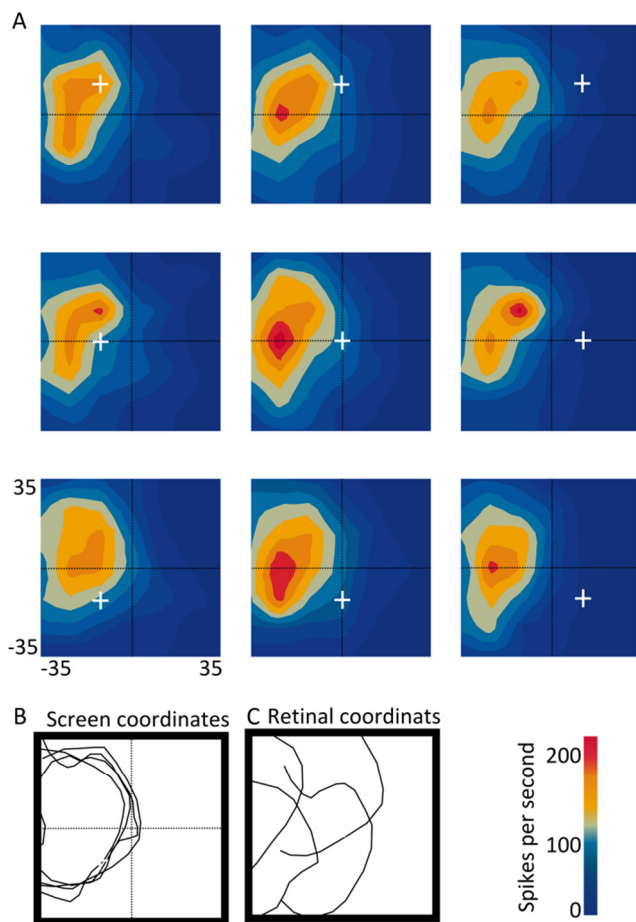 A
35
-35
-35
35
B Screen coordinates
C Retinal coordinats
Spikes per second
200
100
0